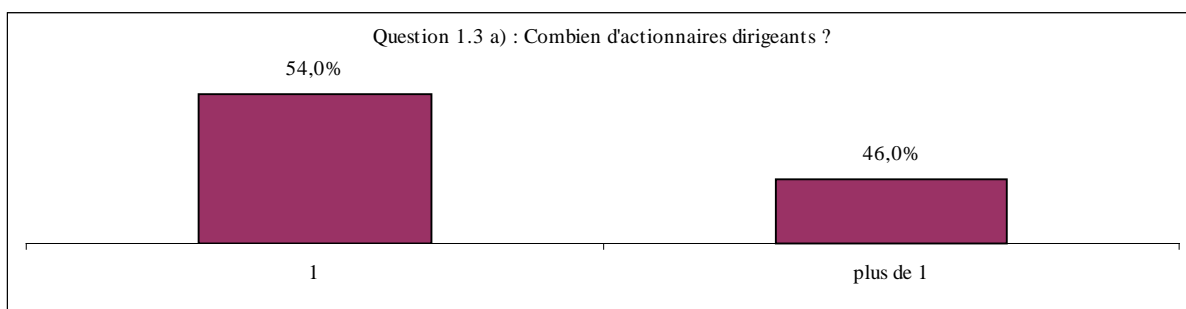 Question 1.3 a) : Combien d'actionnaires dirigeants ?
54,0%
46,0%
1
plus de 1